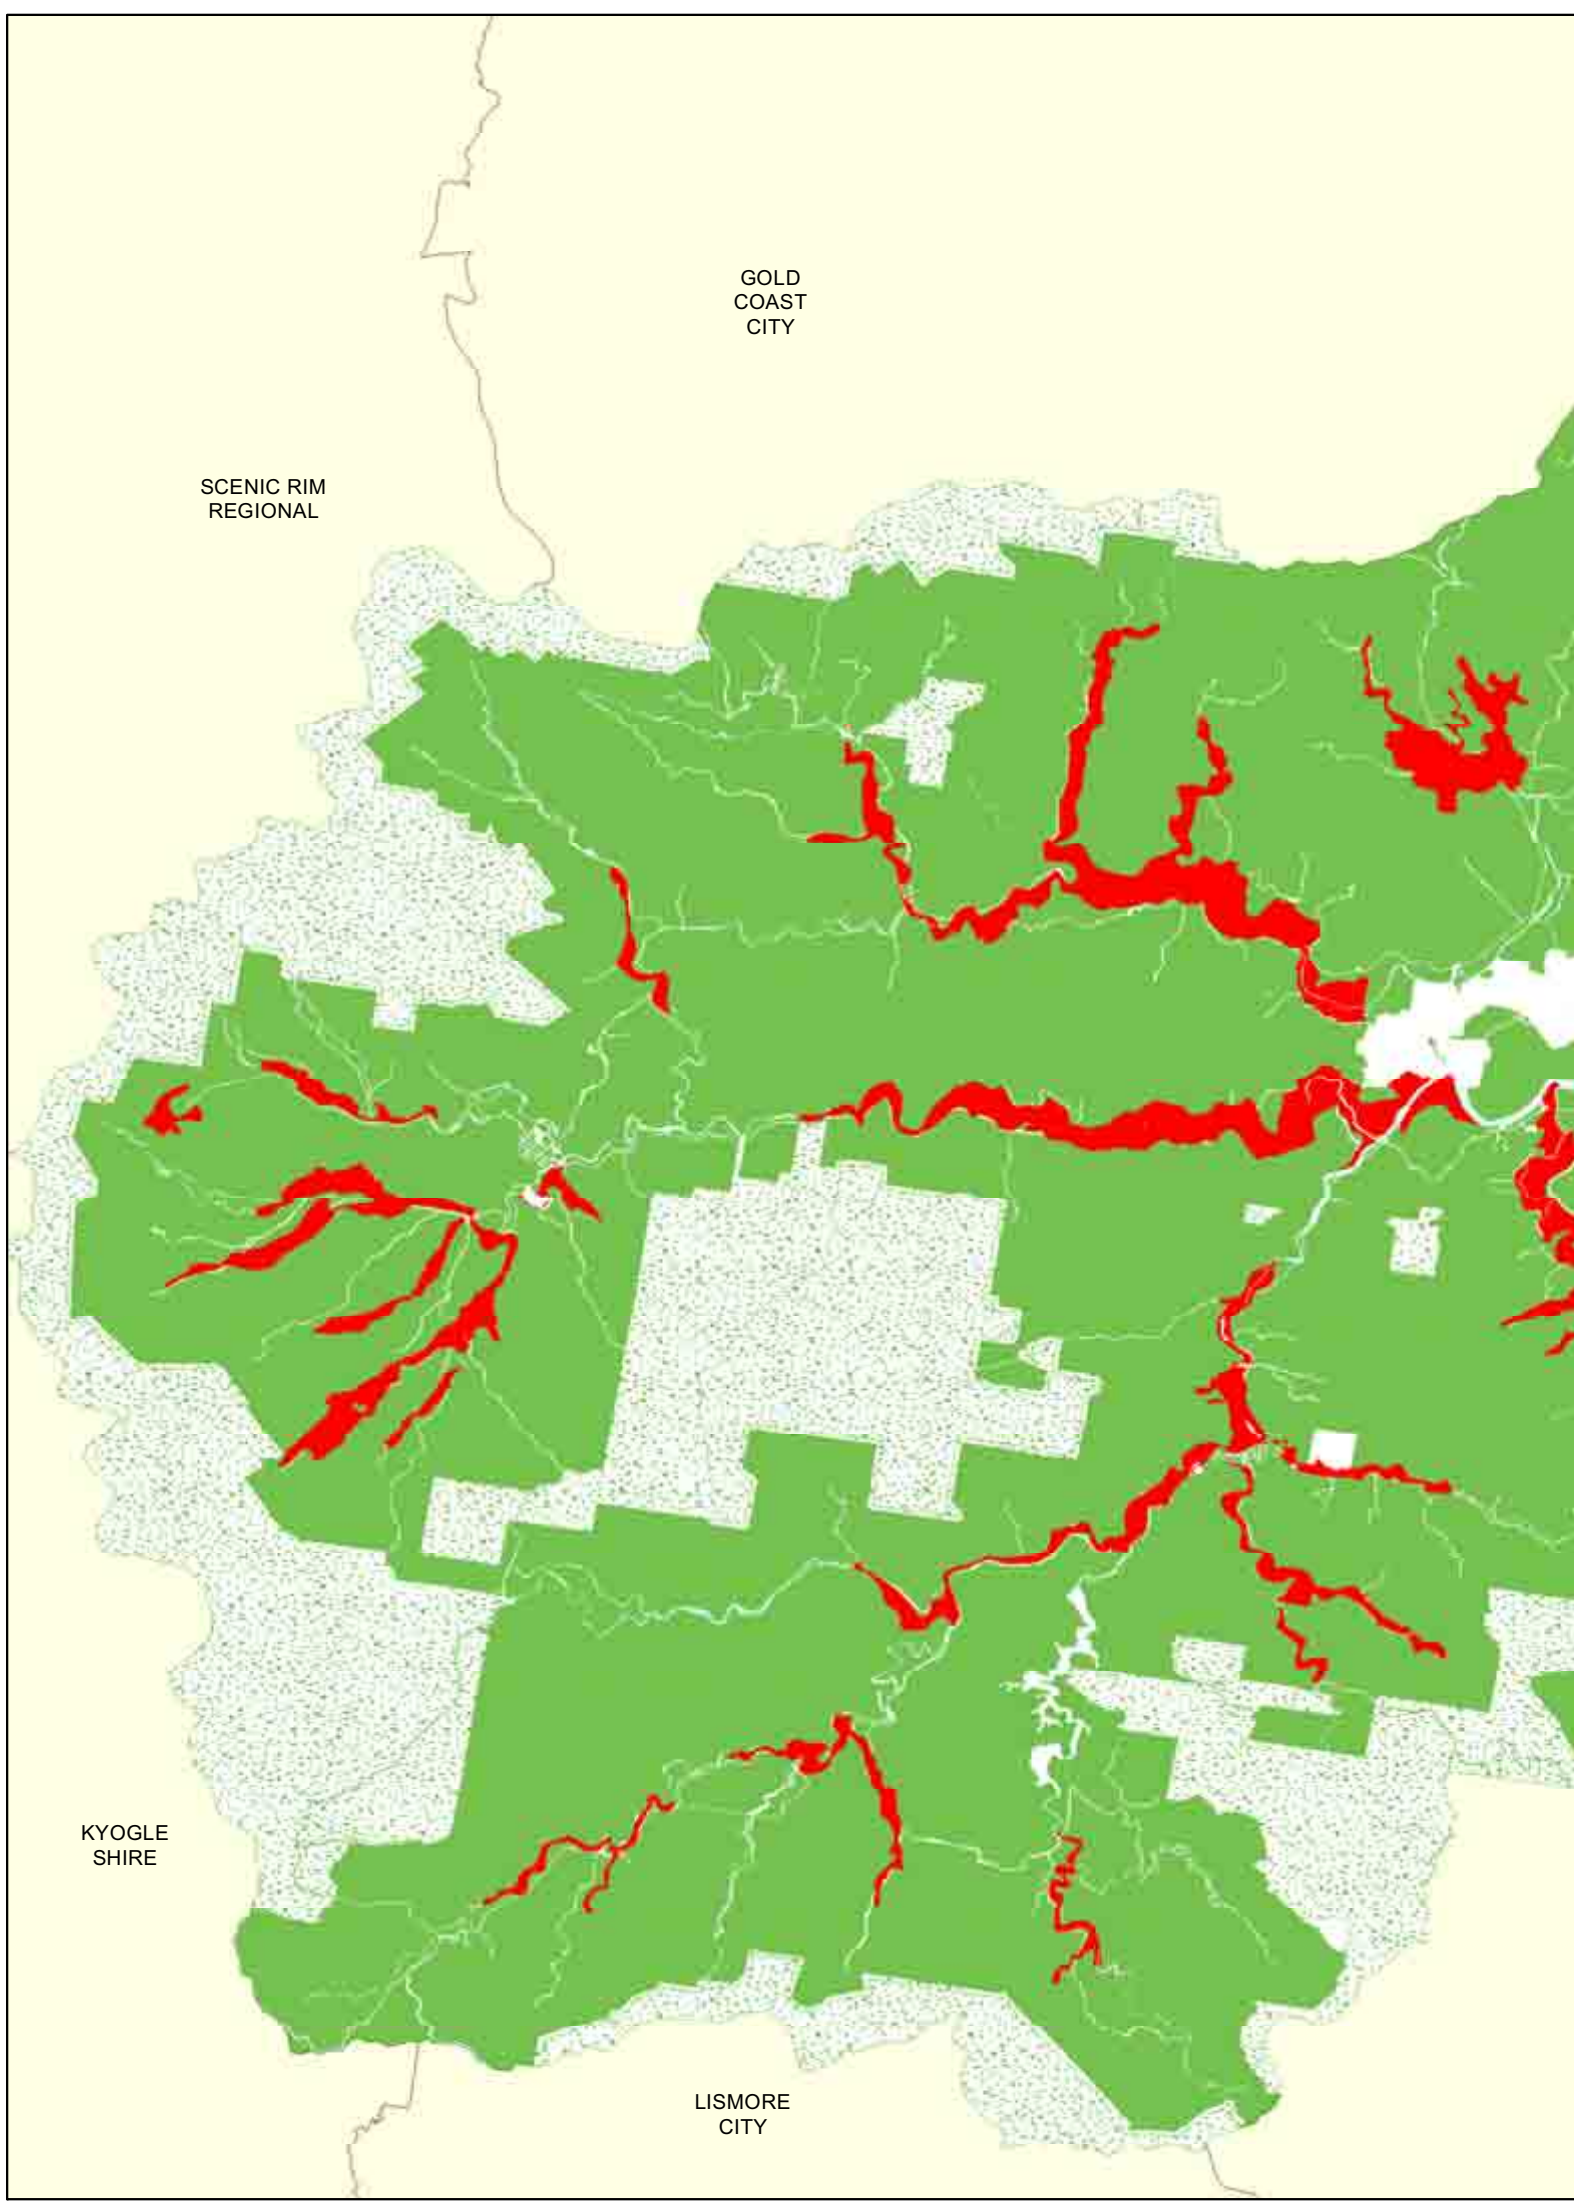 GOLD
COAST
CITY
SCENIC RIM
REGIONAL
KYOGLE
SHIRE
LISMORE
CITY